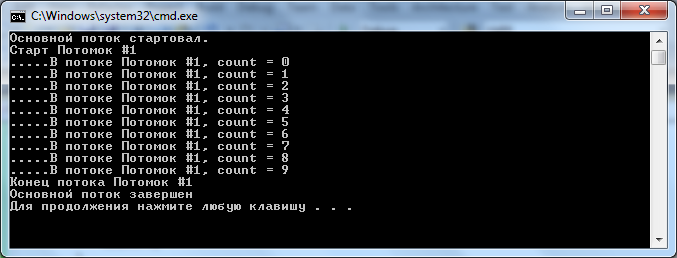 C:\Windows\system32\cmd.exe
Основной поток стартовал.
Старт Потомок #1
.....В потоке Потомок #1, count = 0
.....В потоке Потомок #1, count = 1
.....В потоке Потомок #1, count = 2
.....В потоке Потомок #1, count = 3
.....В потоке Потомок #1, count = 4
.....В потоке Потомок #1, count = 5
.....В потоке Потомок #1, count = 6
.....В потоке Потомок #1, count = 7
.....В потоке Потомок #1, count = 8
.....В потоке Потомок #1, count = 9
Конец потока Потомок #1
Основной поток завершен
Для продолжения нажмите любую клавишу . . .